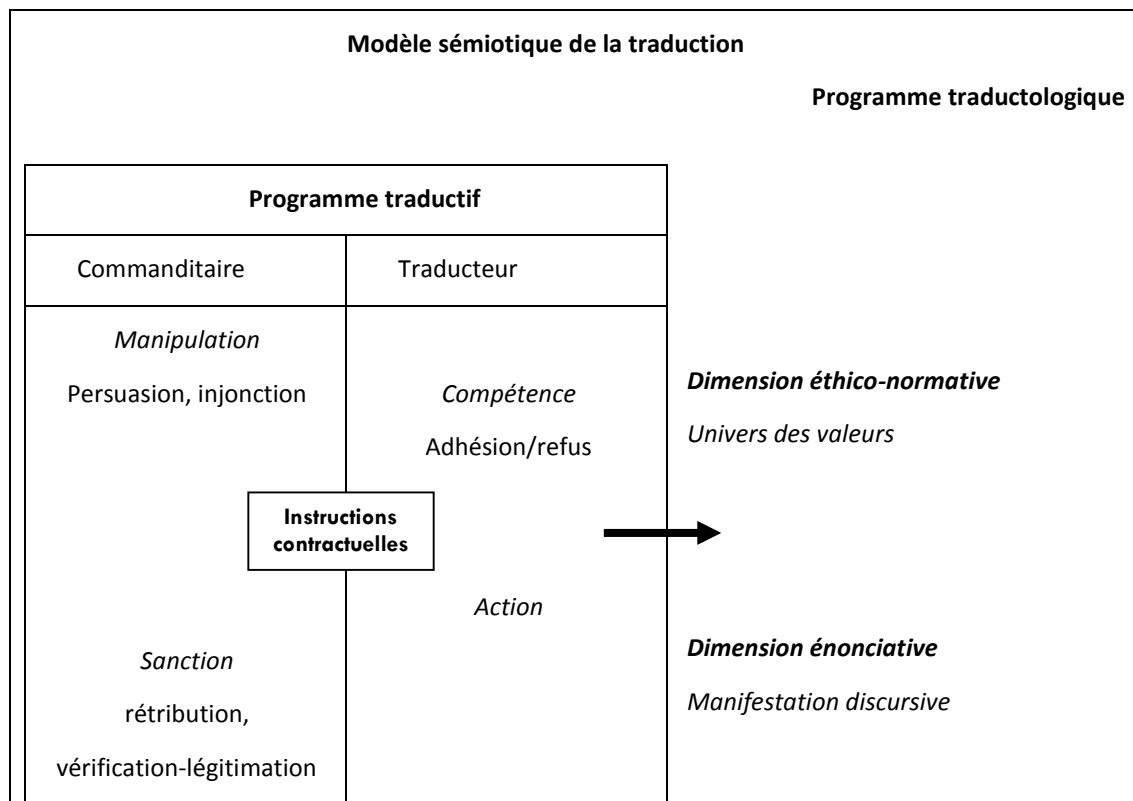 Modèle sémiotique de la traduction
Programme traductologique
Programme traductif
Commanditaire
Traducteur
Manipulation
Persuasion, injonction
Compétence
Adhésion/refus
Instructions
contractuelles
Action
Sanction
rétribution,
vérification-légitimation
Dimension éthico-normative
Univers des valeurs
Dimension énonciative
Manifestation discursive